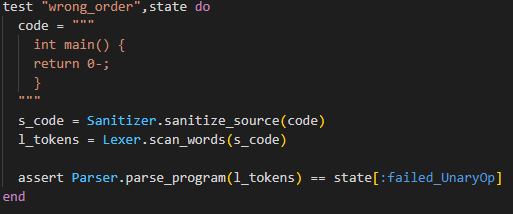 test "wrong_order",state do
  code = """
    int main() {
    return 0-;
    }
  """
  s_code = Sanitizer.sanitize_source(code)
  l_tokens = Lexer.scan_words(s_code)

  assert Parser.parse_program(l_tokens) == state[:failed_UnaryOp]
end